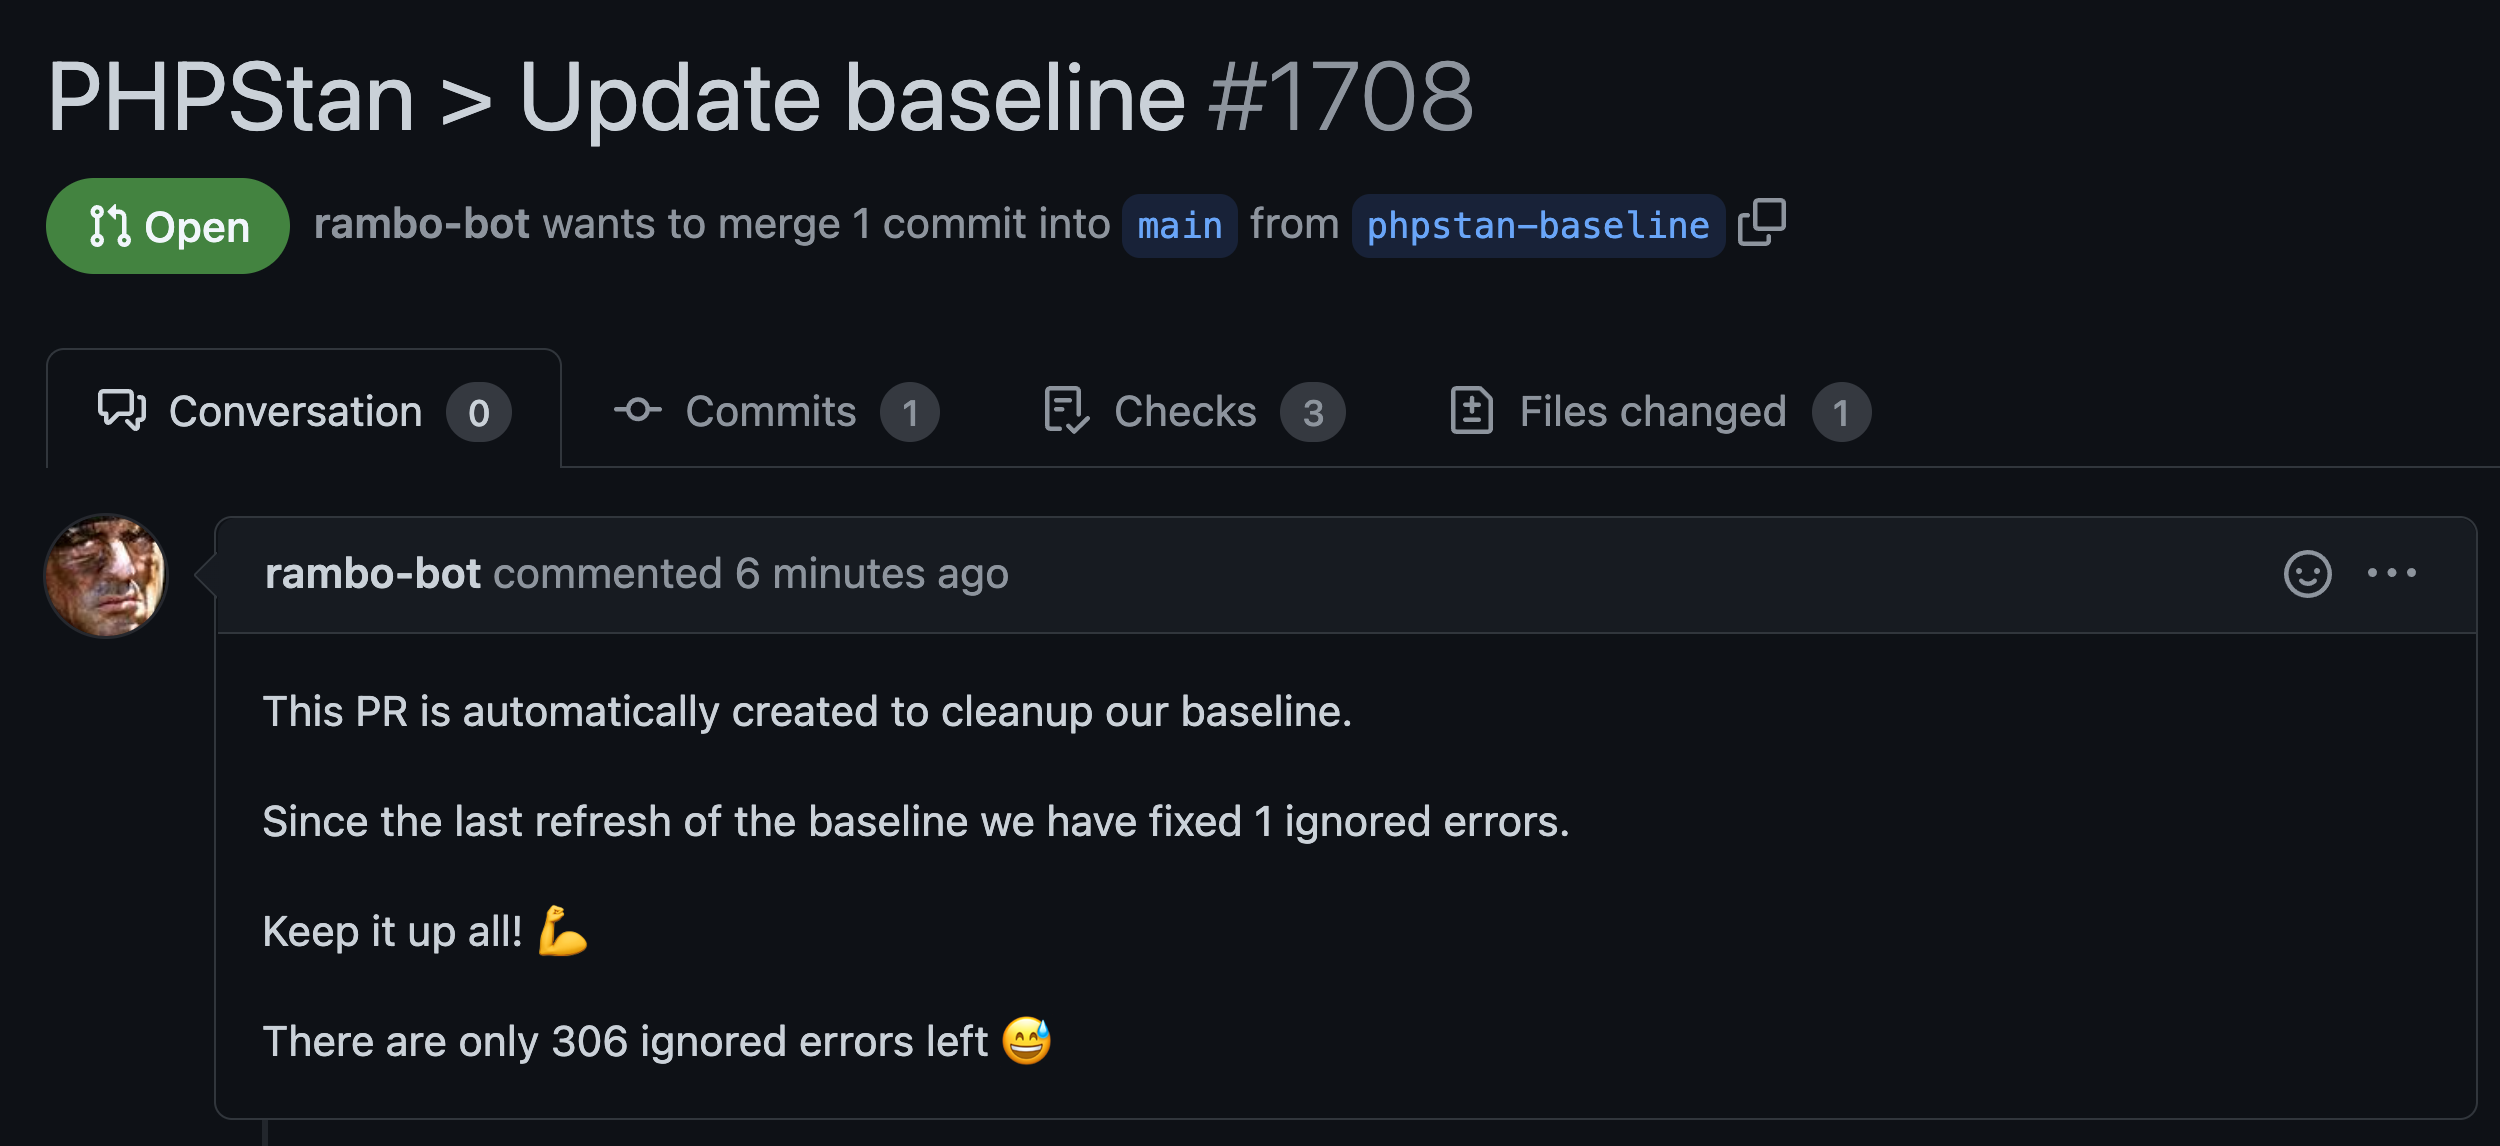 PHPStan > Update baseline #1708
Open rambo-bot wants to merge 1 commit into main from phpstan-baseline
Conversation 0 Commits 1 Checks 3 Files changed 1
rambo-bot commented 6 minutes ago
This PR is automatically created to cleanup our baseline.
Since the last refresh of the baseline we have fixed 1 ignored errors.
Keep it up all! 💪
There are only 306 ignored errors left 😅